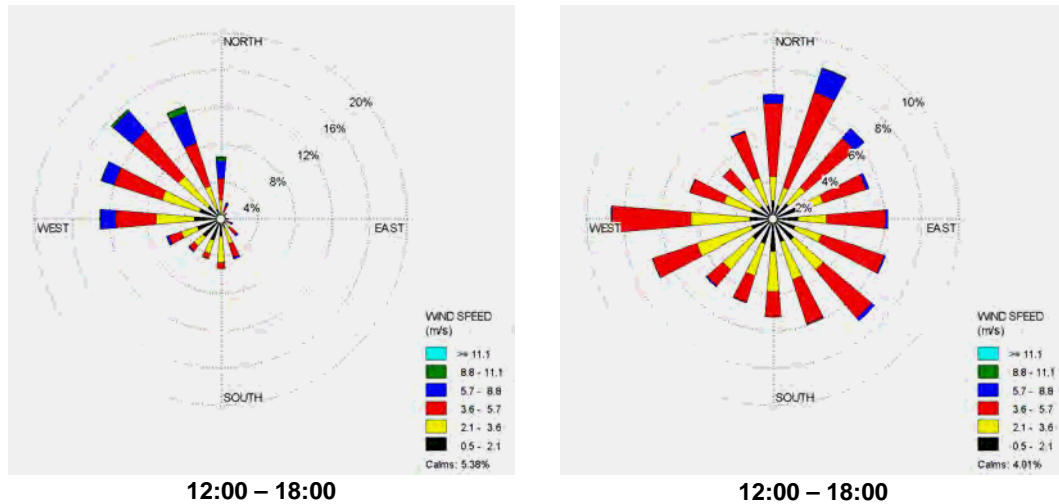 NORTH
20%
16%
12%
8%
4%
WEST
EAST
WIND SPEED
(m/s)
>= 11.1
8.8 - 11.1
5.7 - 8.8
3.6 - 5.7
2.1 - 3.6
0.5 - 2.1
SOUTH
Calms: 5.38%
12:00 – 18:00
NORTH
10%
8%
6%
4%
2%
WEST
EAST
WIND SPEED
(m/s)
>= 11.1
8.8 - 11.1
5.7 - 8.8
3.6 - 5.7
2.1 - 3.6
0.5 - 2.1
SOUTH
Calms: 4.01%
12:00 – 18:00